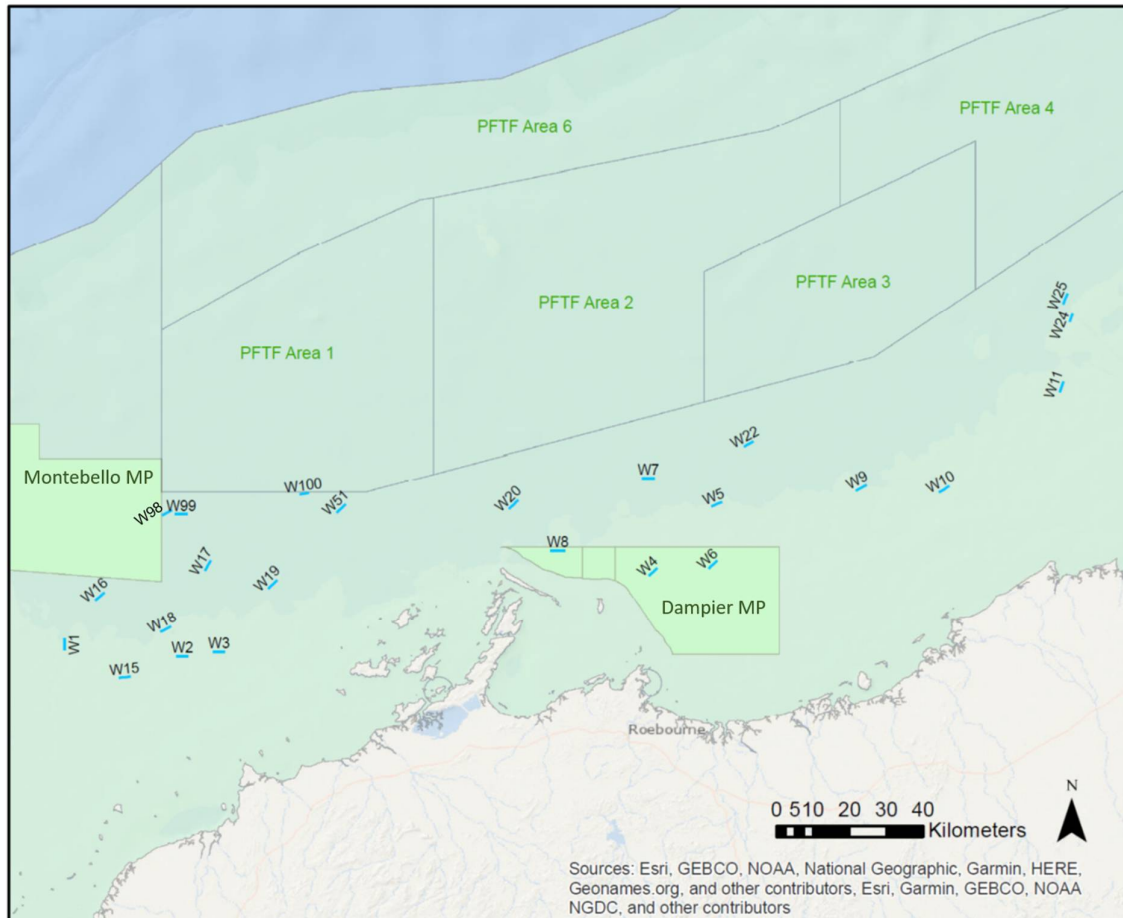 PFTF Area 4
PFTF Area 6
PFTF Area 3
PFTF Area 2
W25
W24
PFTF Area 1
W11
W22
Montebello MP
W7
W9
W10
W100
W20
W5
W51
W98
W99
W8
W17
W4
W6
W19
W16
Dampier MP
W18
W1
W2
W3
W15
Roebourne
N
0 5 10 20 30 40
Kilometers
Sources: Esri, GEBCO, NOAA, National Geographic, Garmin, HERE,
Geonames.org, and other contributors, Esri, Garmin, GEBCO, NOAA
NGDC, and other contributors